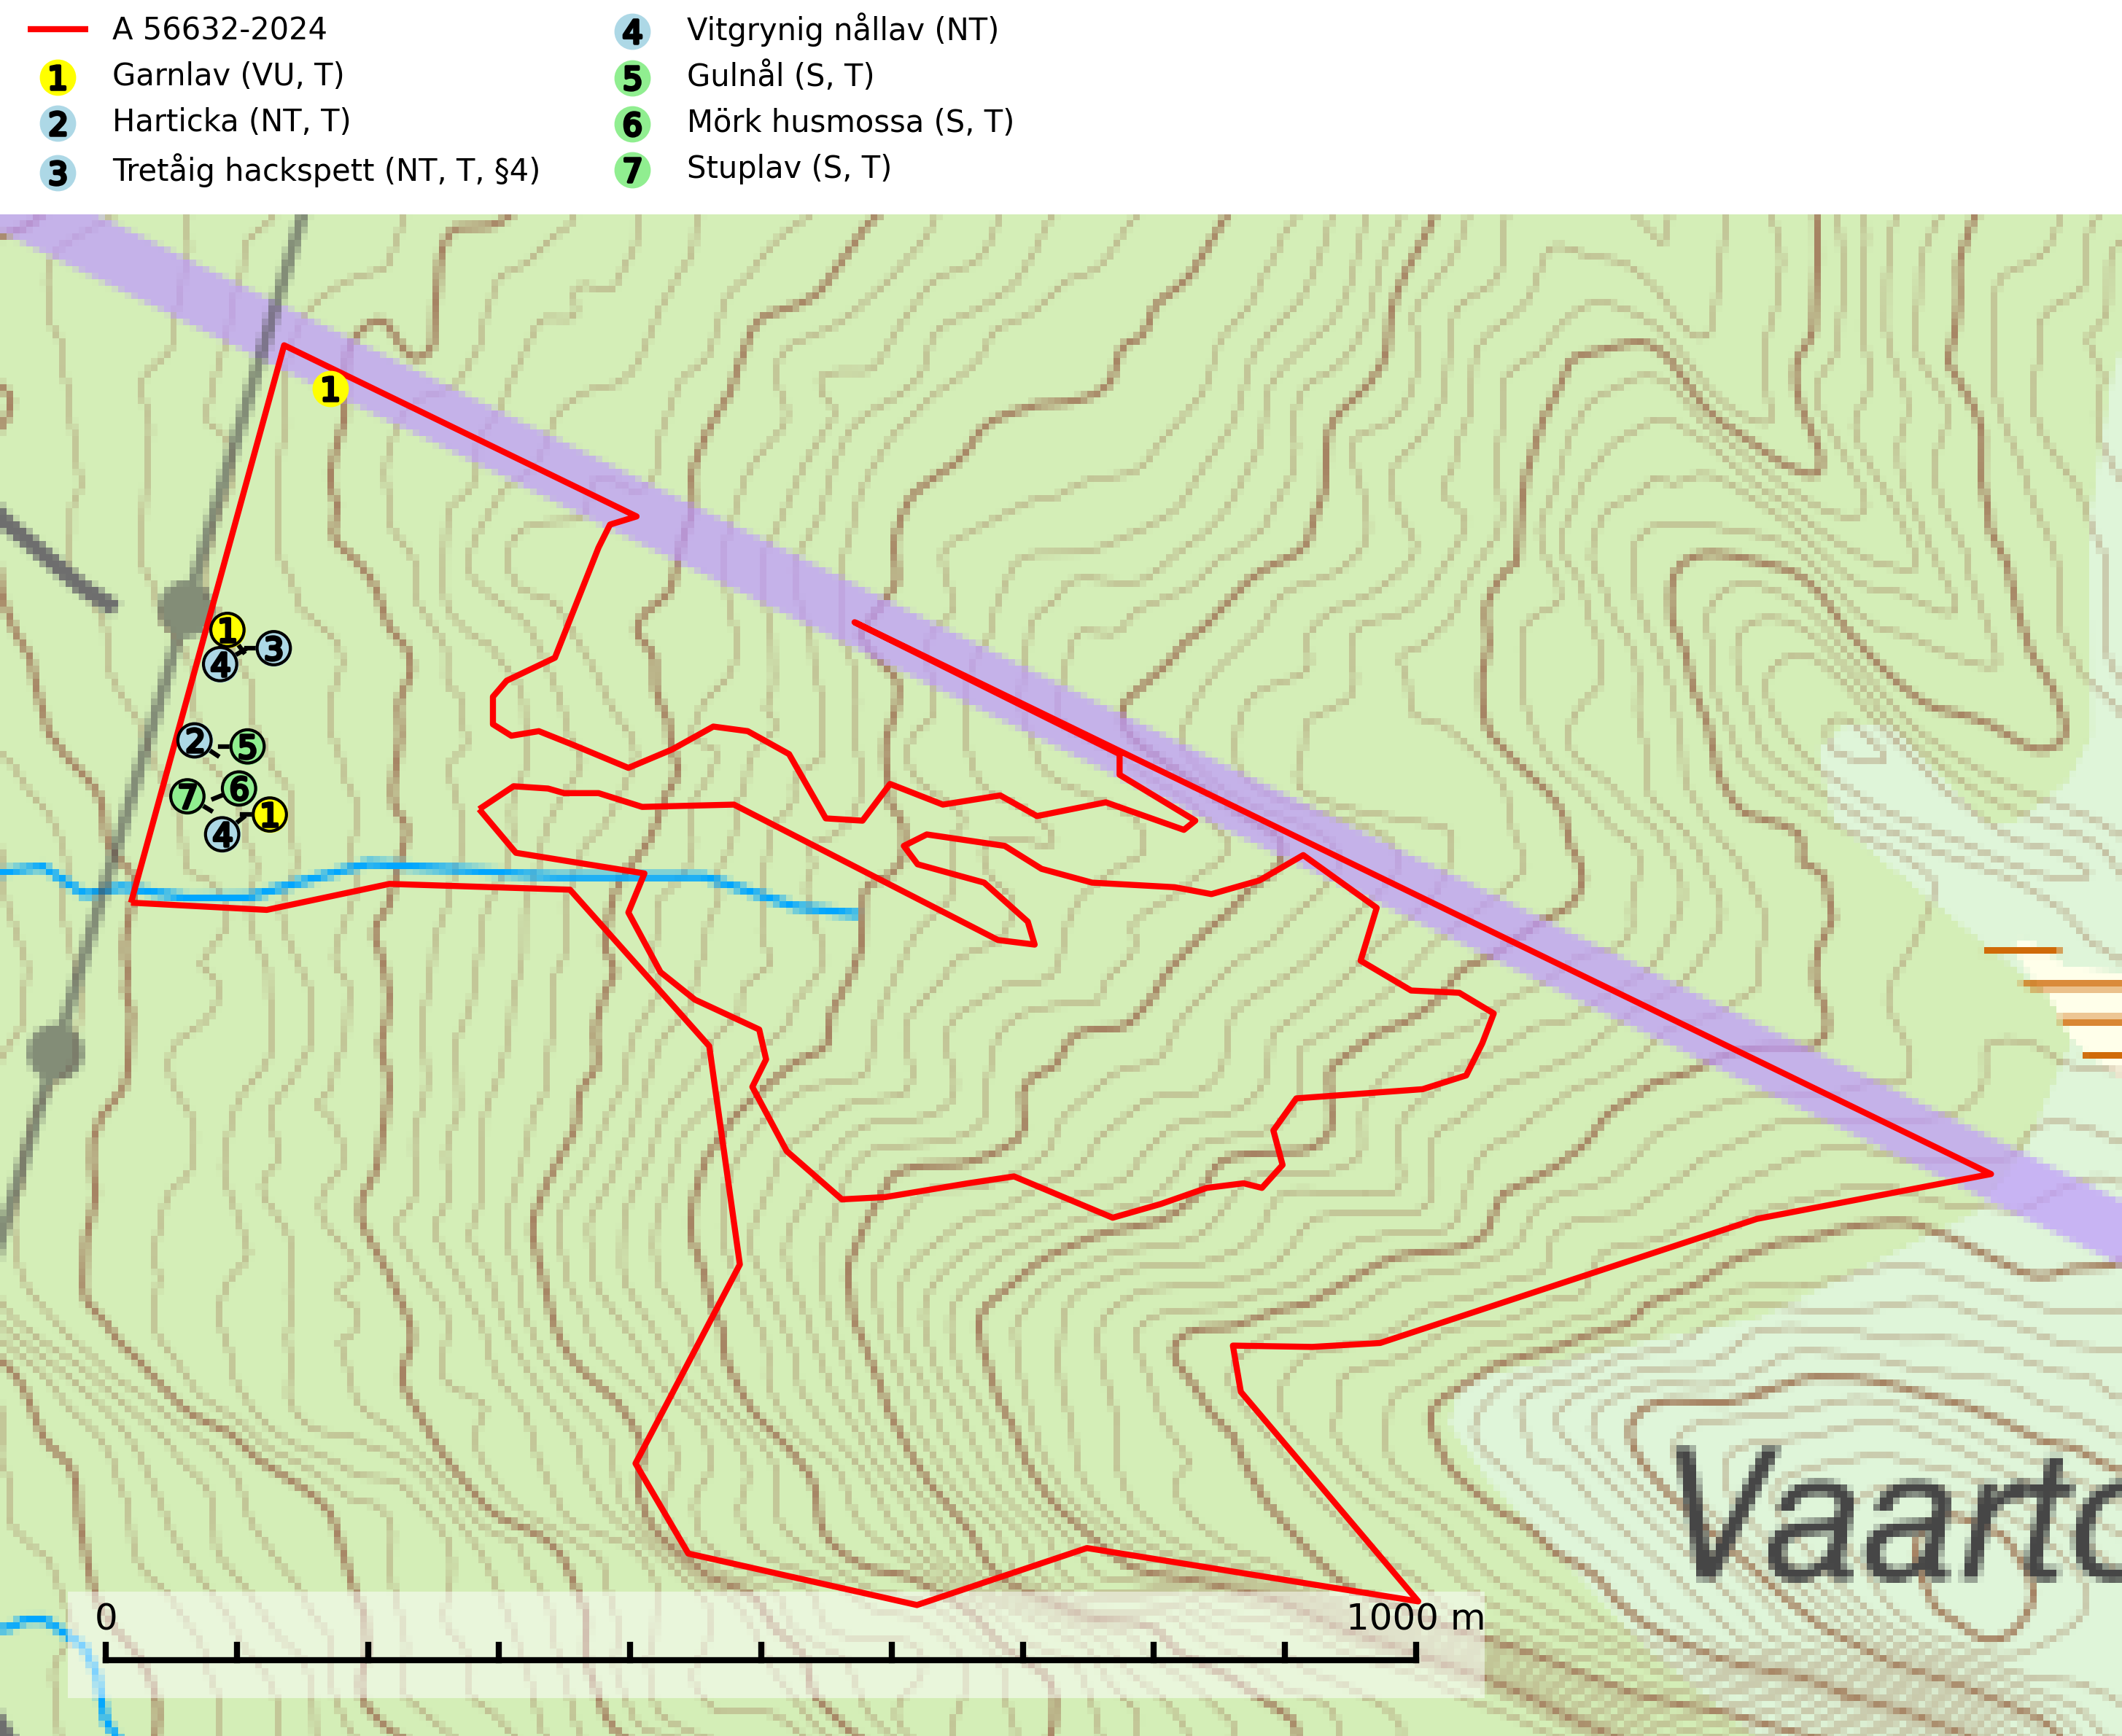 A 56632-2024
1 Garnlav (VU, T)
2 Harticka (NT, T)
3 Tretåig hackspett (NT, T, §4)
4 Vitgrynig nållav (NT)
5 Gulnål (S, T)
6 Mörk husmossa (S, T)
7 Stuplav (S, T)
1
1
3
4
2
5
6
7
1
4
Vaarto
0
1000 m